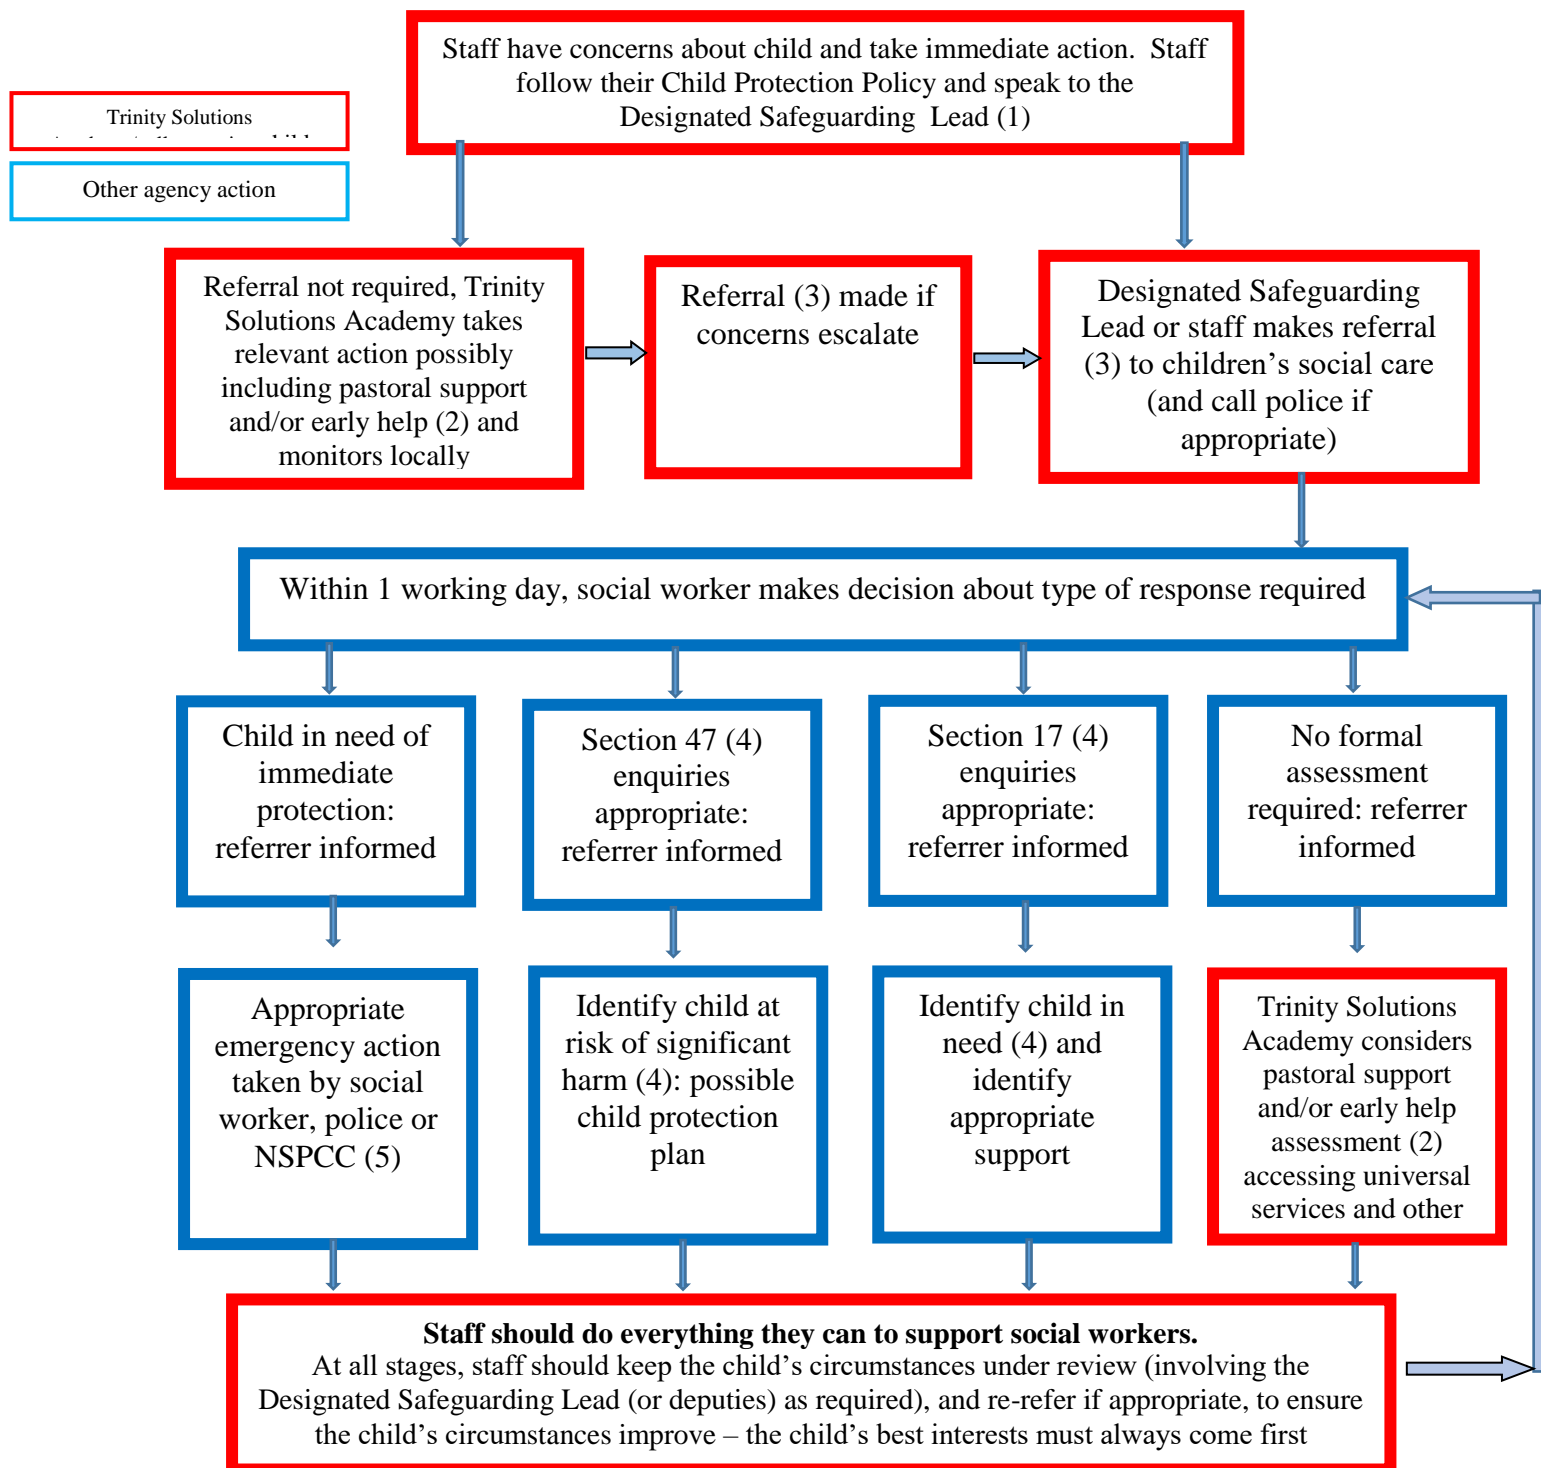 Staff have concerns about child and take immediate action.  Staff
follow their Child Protection Policy and speak to the
Designated Safeguarding  Lead (1)
Trinity Solutions
Other agency action
Referral not required, Trinity
Solutions Academy takes
relevant action possibly
including pastoral support
and/or early help (2) and
monitors locally
Referral (3) made if
concerns escalate
Designated Safeguarding
Lead or staff makes referral
(3) to children’s social care
(and call police if
appropriate)
Within 1 working day, social worker makes decision about type of response required
Child in need of
immediate
protection:
referrer informed
Section 47 (4)
enquiries
appropriate:
referrer informed
Section 17 (4)
enquiries
appropriate:
referrer informed
No formal
assessment
required: referrer
informed
Appropriate
emergency action
taken by social
worker, police or
NSPCC (5)
Identify child at
risk of significant
harm (4): possible
child protection
plan
Identify child in
need (4) and
identify
appropriate
support
Trinity Solutions
Academy considers
pastoral support
and/or early help
assessment (2)
accessing universal
services and other
Staff should do everything they can to support social workers.
At all stages, staff should keep the child’s circumstances under review (involving the
Designated Safeguarding Lead (or deputies) as required), and re-refer if appropriate, to ensure
the child’s circumstances improve – the child’s best interests must always come first